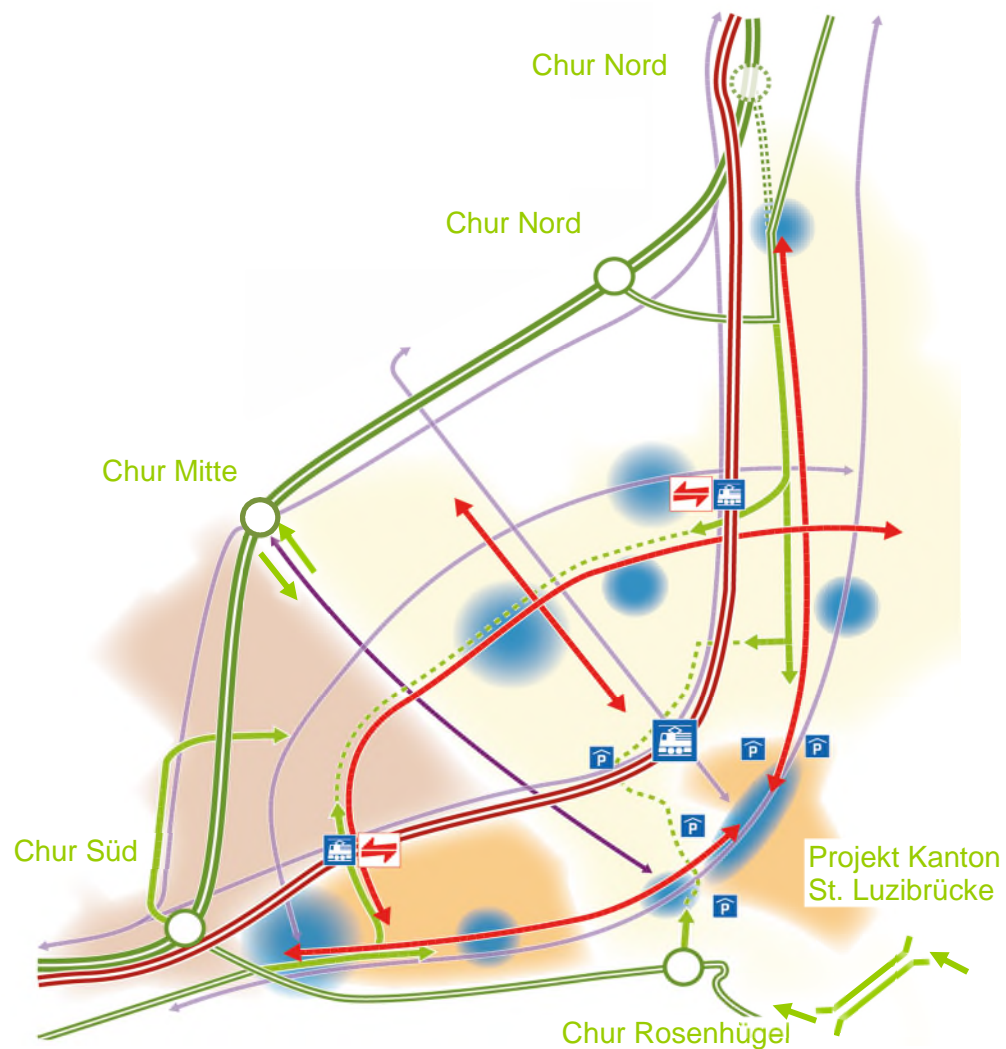 Chur Nord
Chur Nord
Chur Mitte
P
P
P
P
Chur Süd
Projekt Kanton
St. Luzibrücke
P
Chur Rosenhügel